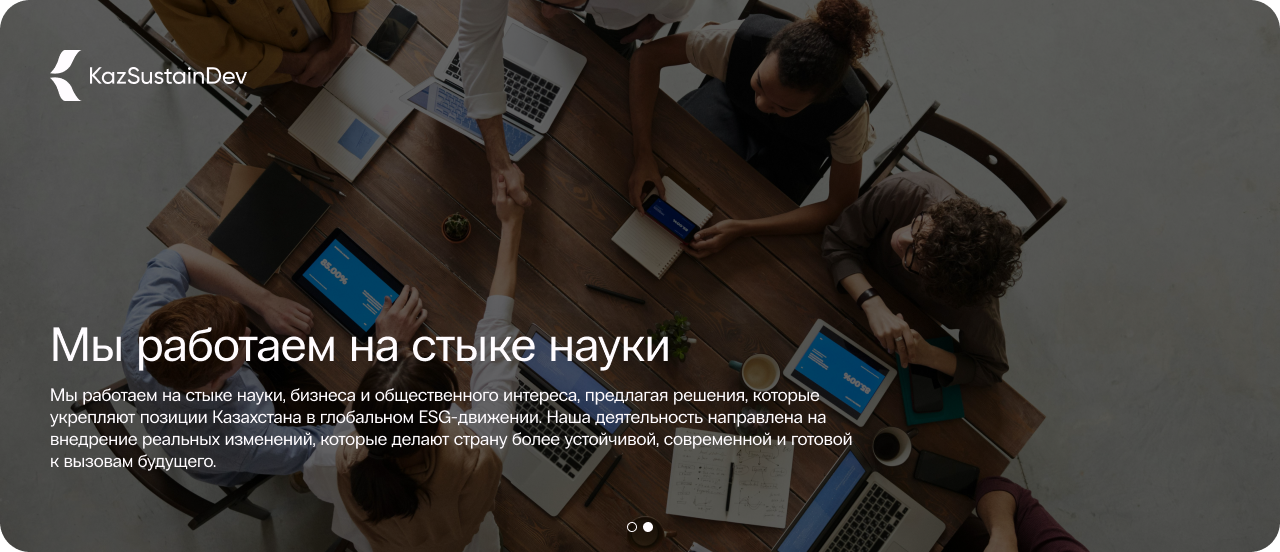 KazSustainDev
88.00%
Мы работаем на стыке науки
Мы работаем на стыке науки, бизнеса и общественного интереса, предлагая решения, которые
укрепляют позиции Казахстана в глобальном ESG-движении. Наша деятельность направлена на
внедрение реальных изменений, которые делают страну более устойчивой, современной и готовой
к вызовам будущего.